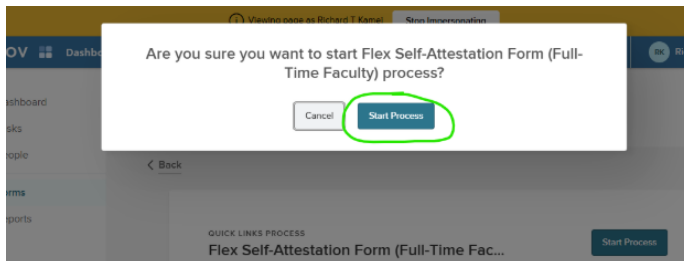 Viewing page as Richard T Kamel Stop Impersonating
OV Dashbo
RK Ri
Are you sure you want to start Flex Self-Attestation Form (Full-
Time Faculty) process?
Cancel Start Process
ashboard
asks
eople
Back
orms
eports
QUICK LINKS PROCESS
Flex Self-Attestation Form (Full-Time Fac...
Start Process